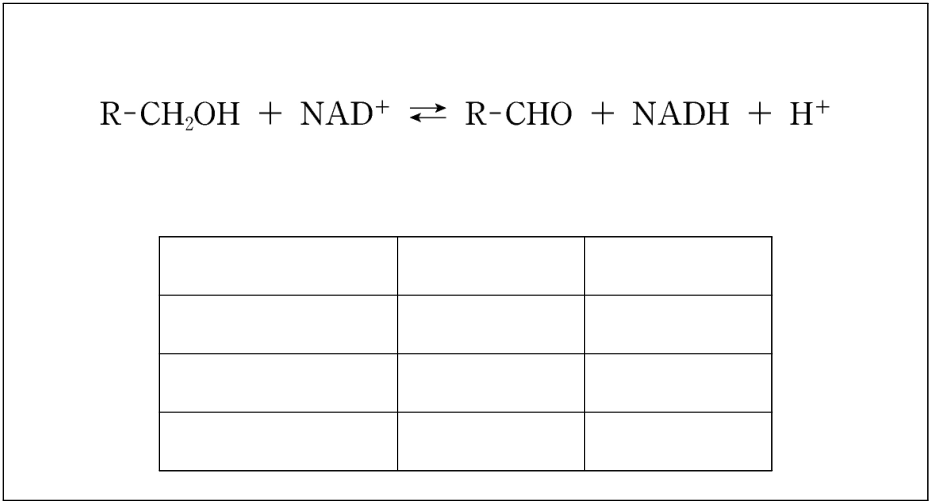 R-CH₂OH + NAD⁺ ⇌ R-CHO + NADH + H⁺